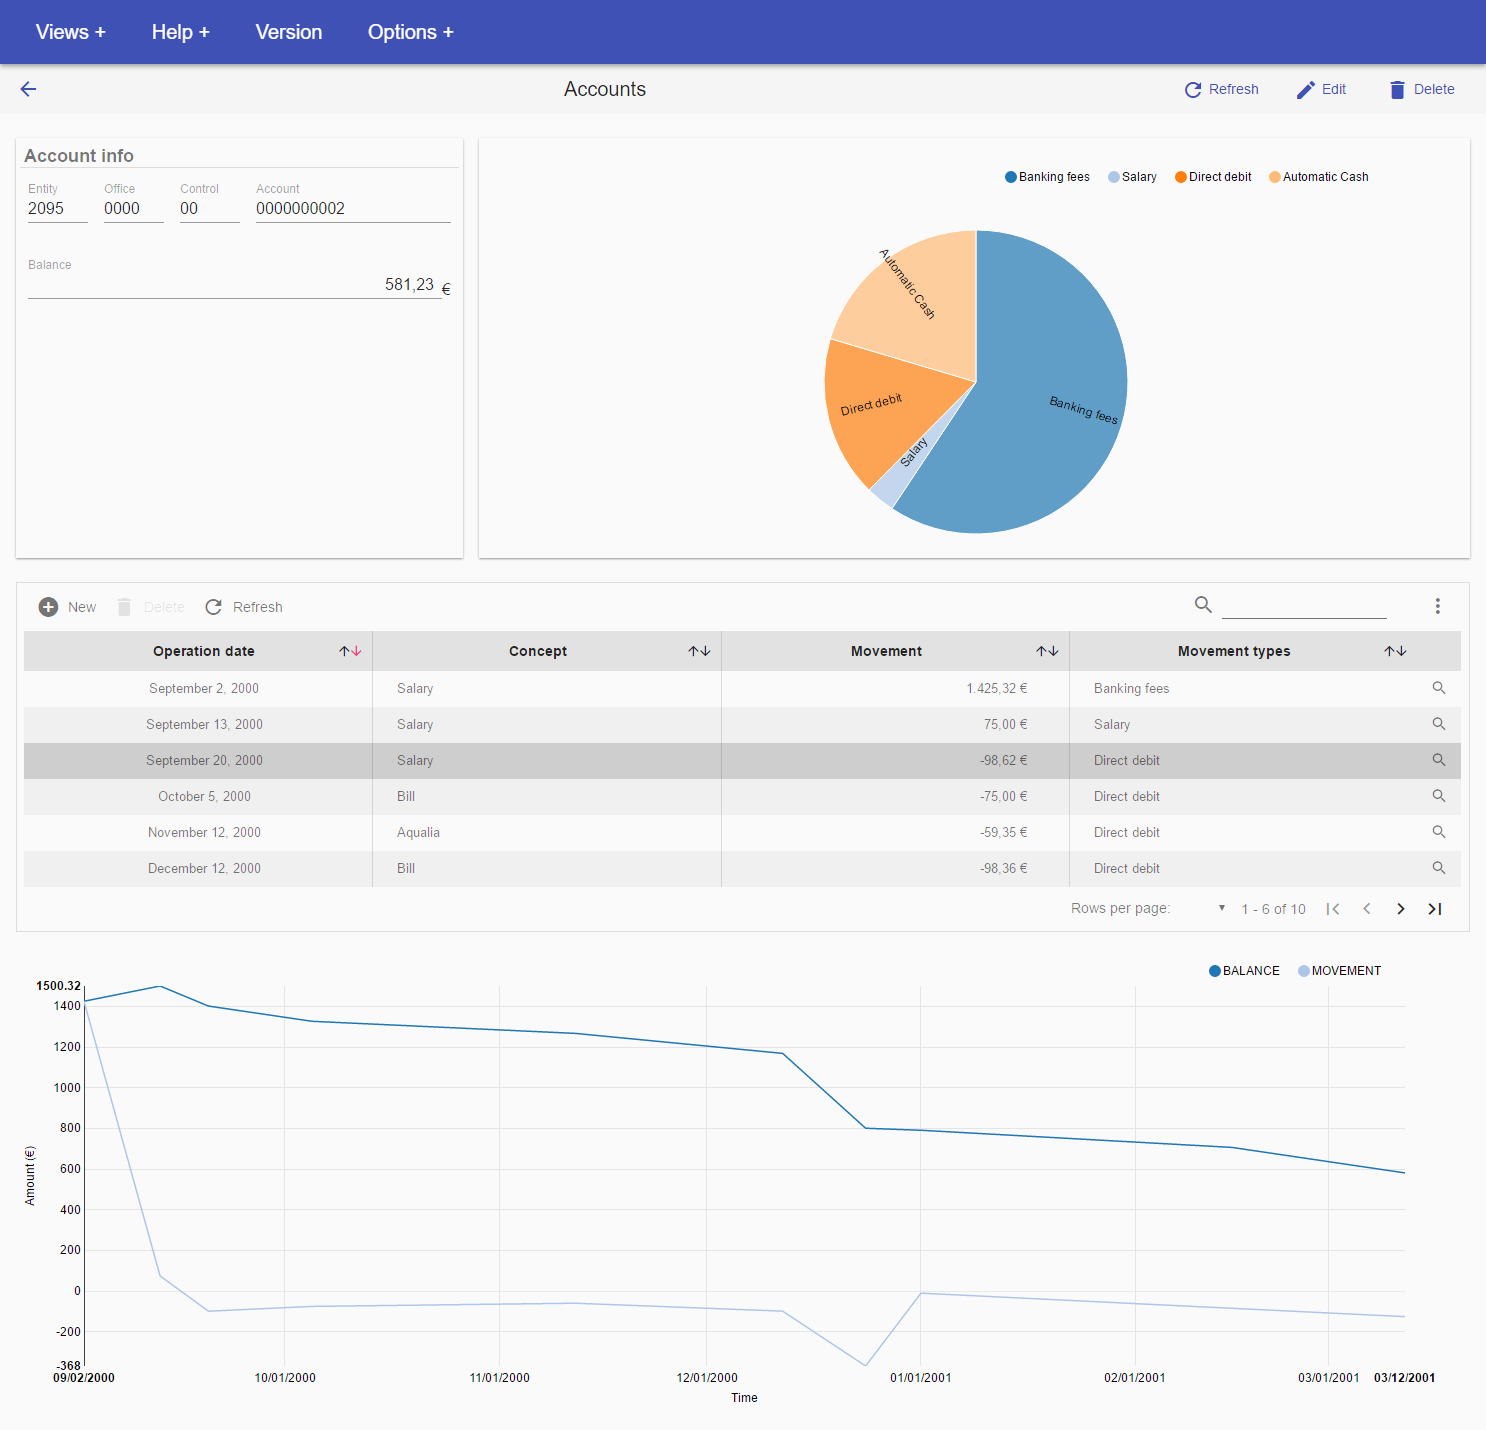 Views + Help + Version Options +
Accounts Refresh Edit Delete
Account info
Entity Office Control Account
2095 0000 00 0000000002
Balance
581,23 €
Banking fees Salary Direct debit Automatic Cash
Automatic Cash
Direct debit
Banking fees
Salary
New Delete Refresh
Operation date Concept Movement Movement types
September 2, 2000 Salary 1.425,32 € Banking fees
September 13, 2000 Salary 75,00 € Salary
September 20, 2000 Salary -98,62 € Direct debit
October 5, 2000 Bill -75,00 € Direct debit
November 12, 2000 Aqualia -59,35 € Direct debit
December 12, 2000 Bill -98,36 € Direct debit
Rows per page: 1 - 6 of 10
BALANCE MOVEMENT
1500.32
1400
1200
1000
800
600
400
200
0
-200
-368
Amount (€)
09/02/2000 10/01/2000 11/01/2000 12/01/2000 01/01/2001 02/01/2001 03/01/2001 03/12/2001
Time